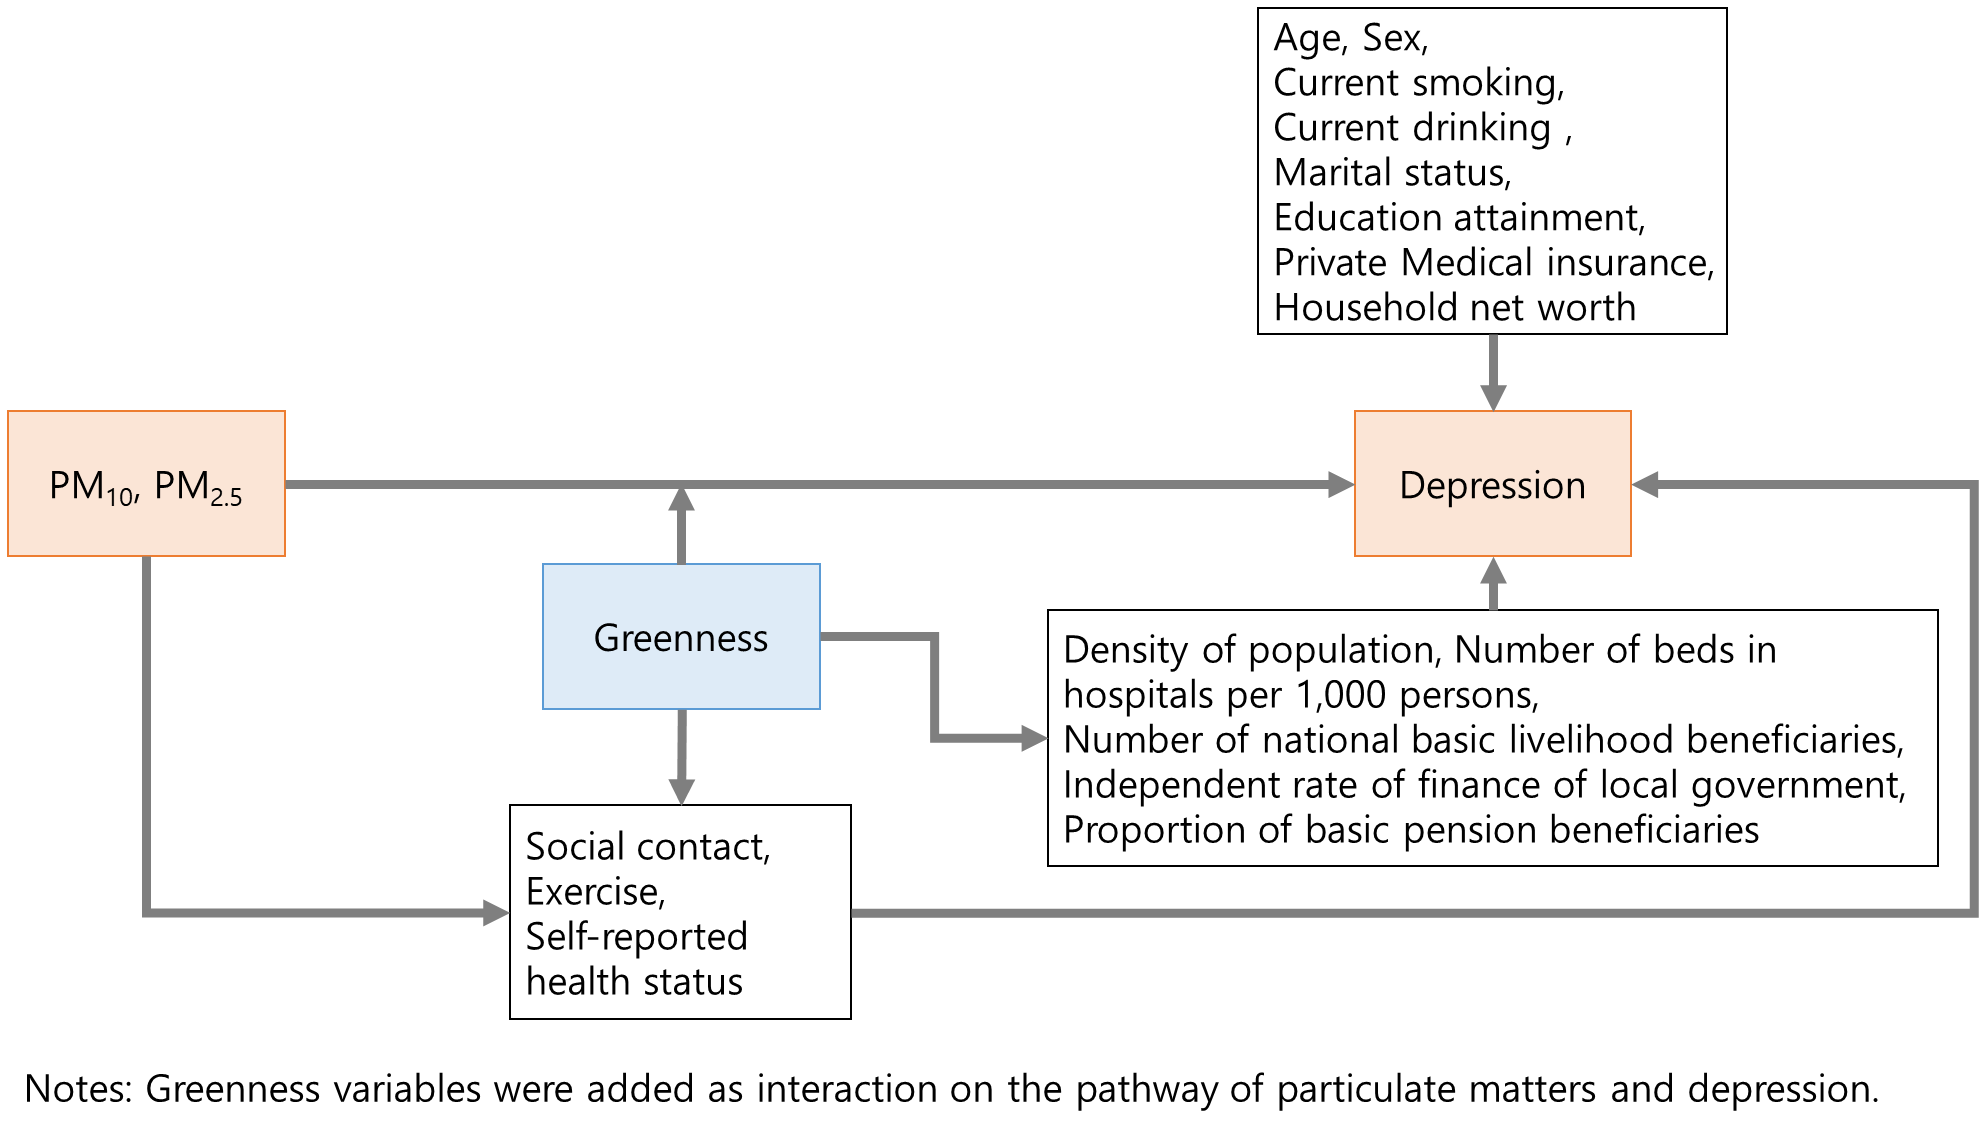 Age, Sex,
Current smoking,
Current drinking ,
Marital status,
Education attainment,
Private Medical insurance,
Household net worth
PM10, PM2.5
Depression
Greenness
Density of population, Number of beds in
hospitals per 1,000 persons,
Number of national basic livelihood beneficiaries,
Independent rate of finance of local government,
Proportion of basic pension beneficiaries
Social contact,
Exercise,
Self-reported
health status
Notes: Greenness variables were added as interaction on the pathway of particulate matters and depression.